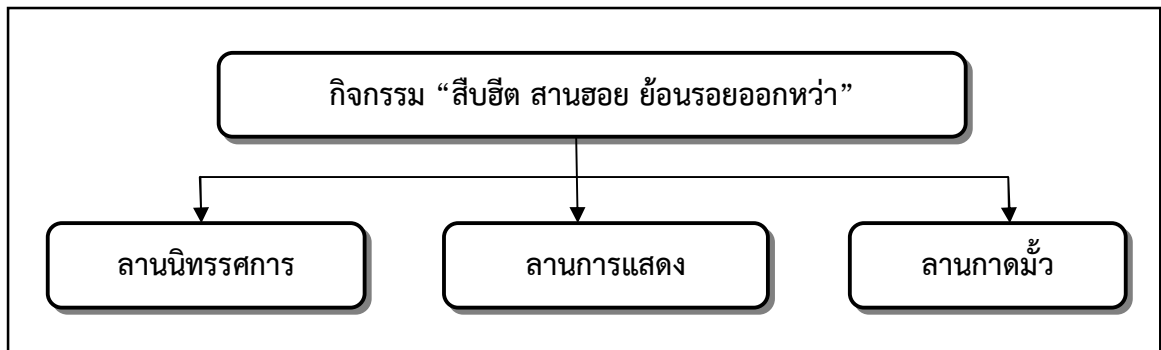 กิจกรรม “สืบฮีต สานฮอย ย้อนรอยออกหว่า”
ลานนิทรรศการ
ลานการแสดง
ลานกาดมั้ว